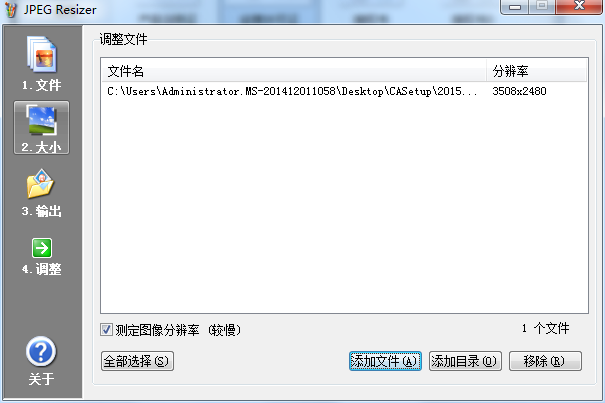 JPEG Resizer
1.文件
2.大小
3.输出
4.调整
关于
调整文件
文件名 分辨率
C:\Users\Administrator.MS-201412011058\Desktop\CASetup\2015... 3508x2480
测定图像分辨率 (较慢)
1 个文件
全部选择(S) 添加文件(A) 添加目录(O) 移除(R)